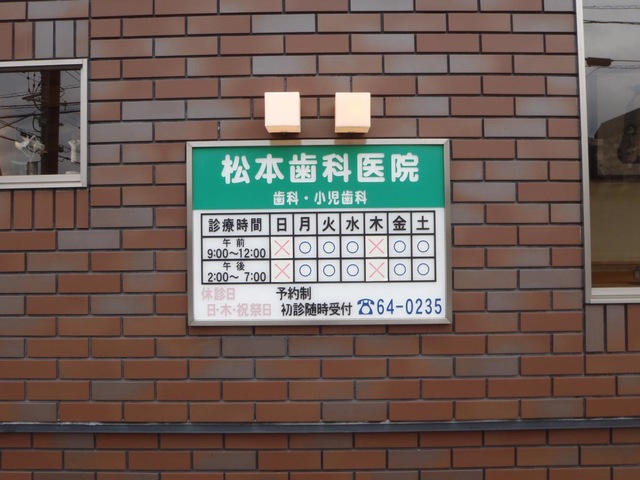 松本歯科医院
歯科・小児歯科
診療時間 日 月 火 水 木 金 土
午前 9:00～12:00 × ○ ○ ○ × ○ ○
午後 2:00～ 7:00 × ○ ○ ○ × ○ ○
休診日 予約制
日・木・祝祭日 初診随時受付 ☎64-0235